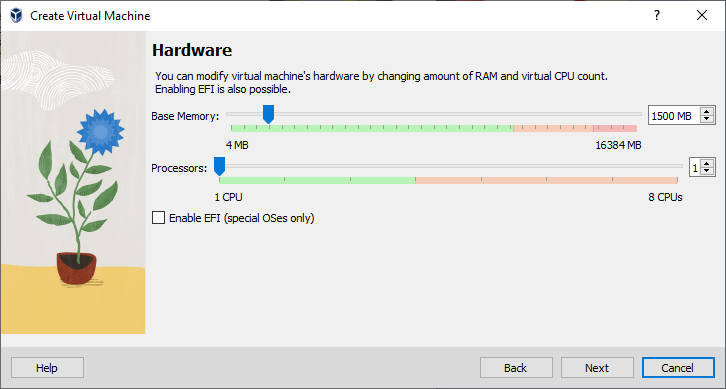 Create Virtual Machine
?
Hardware
You can modify virtual machine's hardware by changing amount of RAM and virtual CPU count.
Enabling EFI is also possible.
Base Memory: 1500 MB
4 MB 16384 MB
Processors: 1
1 CPU 8 CPUs
Enable EFI (special OSes only)
Help Back Next Cancel